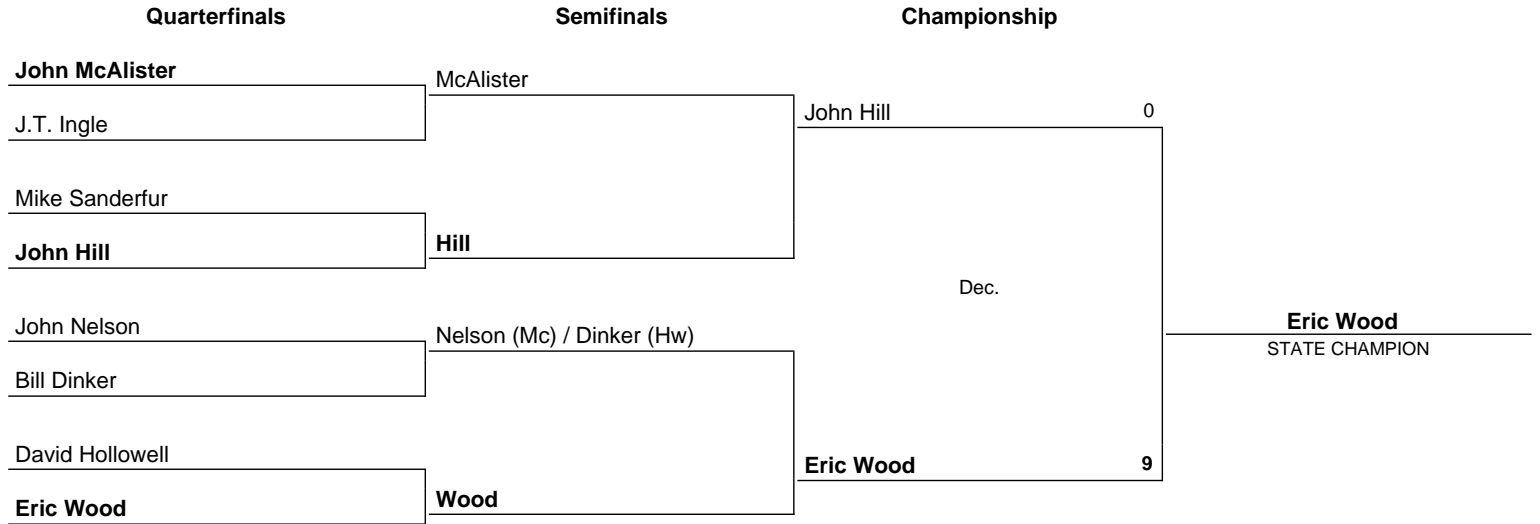 Quarterfinals Semifinals Championship
John McAlister
McAlister
John Hill 0
J.T. Ingle
Mike Sanderfur
Hill
John Hill
Dec.
John Nelson
Nelson (Mc) / Dinker (Hw)
Eric Wood
STATE CHAMPION
Bill Dinker
David Hollowell
Eric Wood 9
Wood
Eric Wood